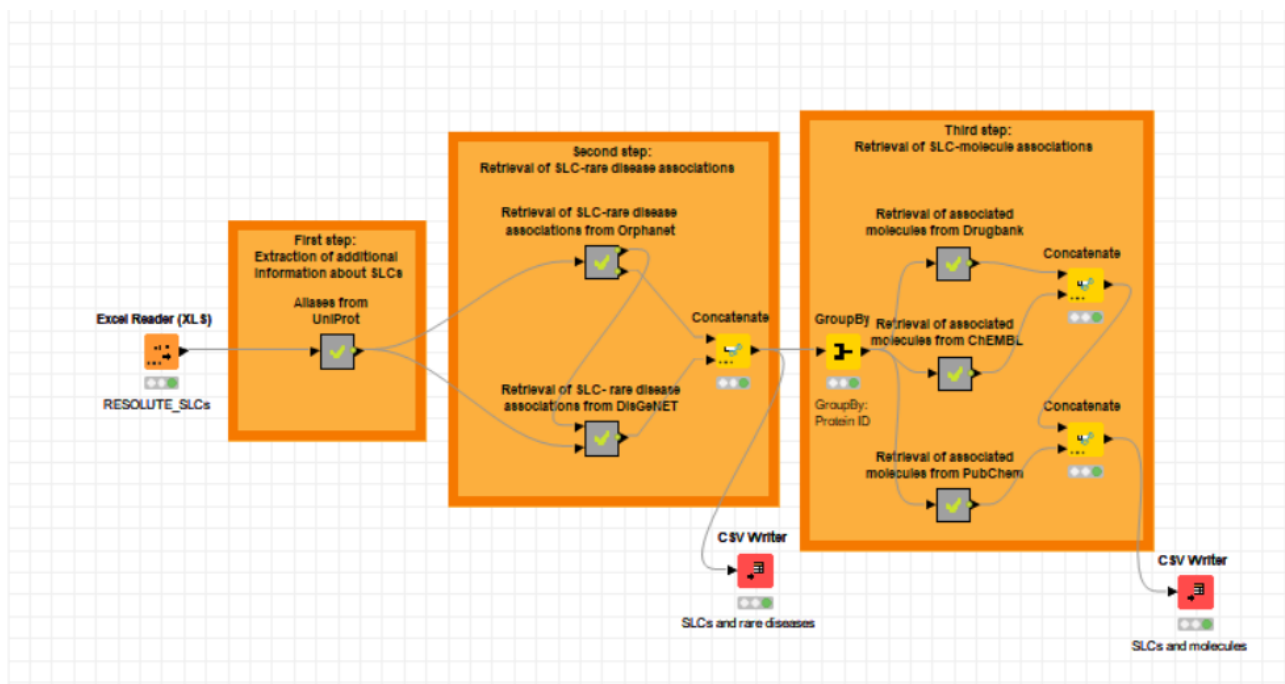 Excel Reader (XLS)
RESOLUTE_SLCs
First step:
Extraction of additional
information about SLCs
Aliases from
UniProt
Second step:
Retrieval of SLC-rare disease associations
Retrieval of SLC-rare disease
associations from Orphanet
Retrieval of SLC- rare disease
associations from DisGeNET
Concatenate
CSV Writer
SLCs and rare diseases
Third step:
Retrieval of SLC-molecule associations
GroupBy
GroupBy:
Protein ID
Retrieval of associated
molecules from Drugbank
Retrieval of associated
molecules from ChEMBL
Retrieval of associated
molecules from PubChem
Concatenate
Concatenate
CSV Writer
SLCs and molecules